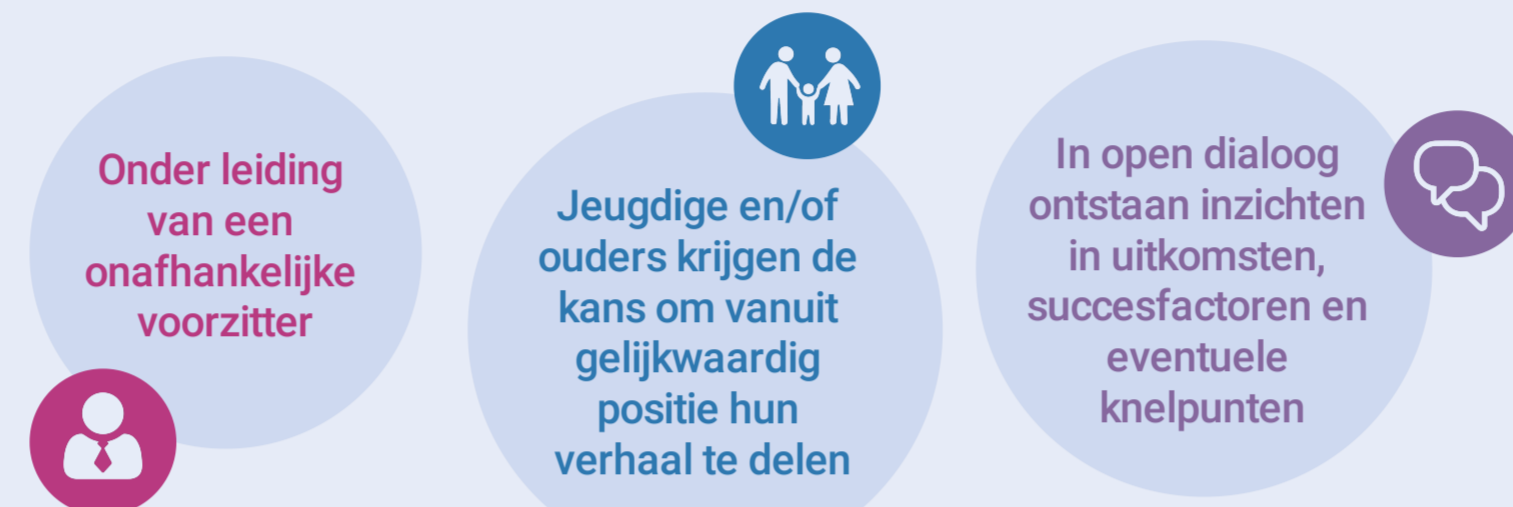 Onder leiding
van een
onafhankelijke
voorzitter
Jeugdige en/of
ouders krijgen de
kans om vanuit
gelijkwaardig
positie hun
verhaal te delen
In open dialoog
ontstaan inzichten
in uitkomsten,
succesfactoren en
eventuele
knelpunten